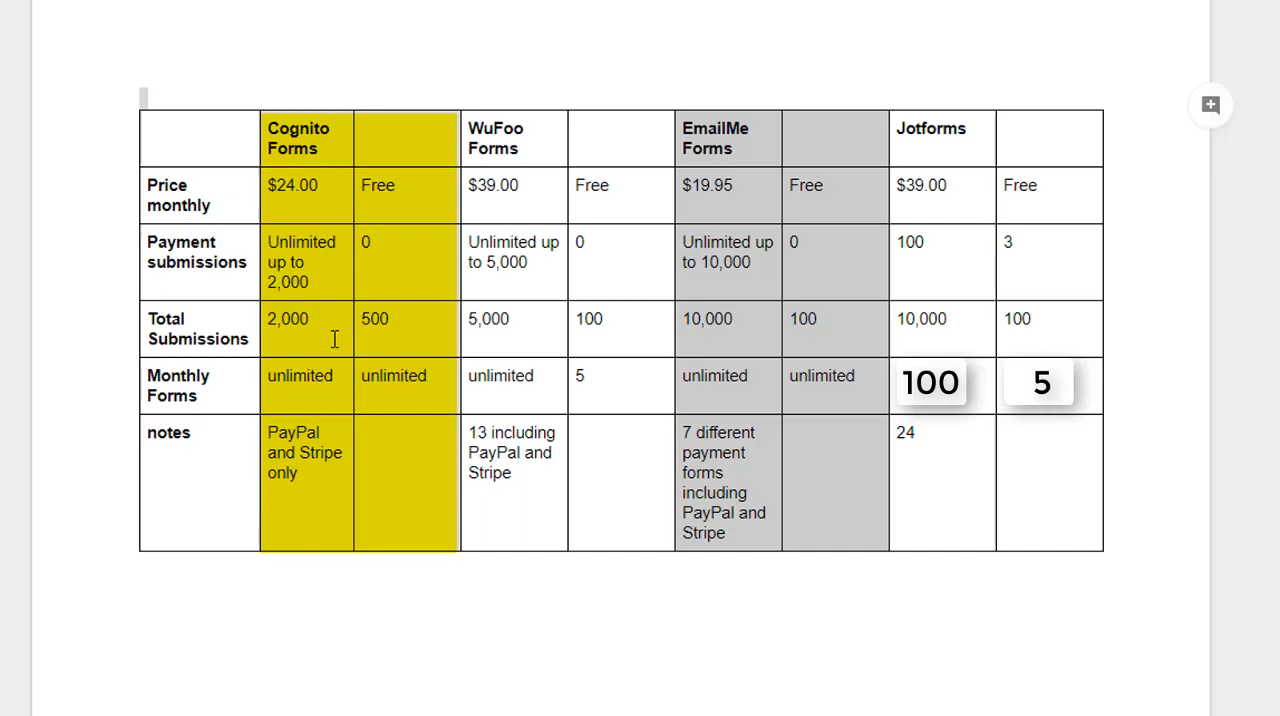 Cognito Forms
WuFoo Forms
EmailMe Forms
Jotforms
Price monthly
$24.00
Free
$39.00
Free
$19.95
Free
$39.00
Free
Payment submissions
Unlimited up to 2,000
0
Unlimited up to 5,000
0
Unlimited up to 10,000
0
100
3
Total Submissions
2,000
500
5,000
100
10,000
100
10,000
100
Monthly Forms
unlimited
unlimited
unlimited
5
unlimited
unlimited
100
5
notes
PayPal and Stripe only
13 including PayPal and Stripe
7 different payment forms including PayPal and Stripe
24